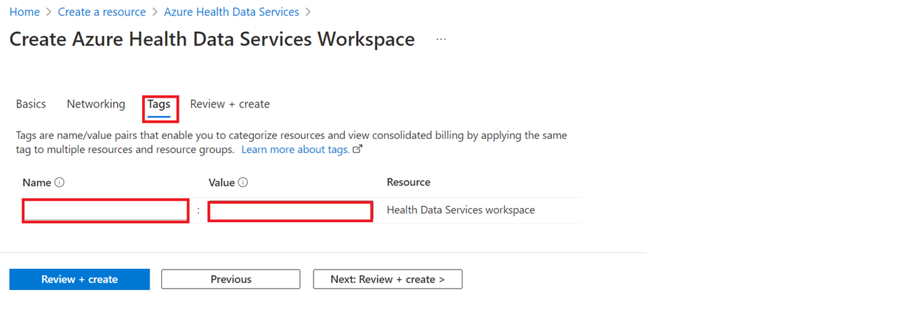 Home > Create a resource > Azure Health Data Services >
Create Azure Health Data Services Workspace ...
Basics Networking Tags Review + create
Tags are name/value pairs that enable you to categorize resources and view consolidated billing by applying the same
tag to multiple resources and resource groups. Learn more about tags.
Name Value Resource
: Health Data Services workspace
Review + create Previous Next: Review + create >